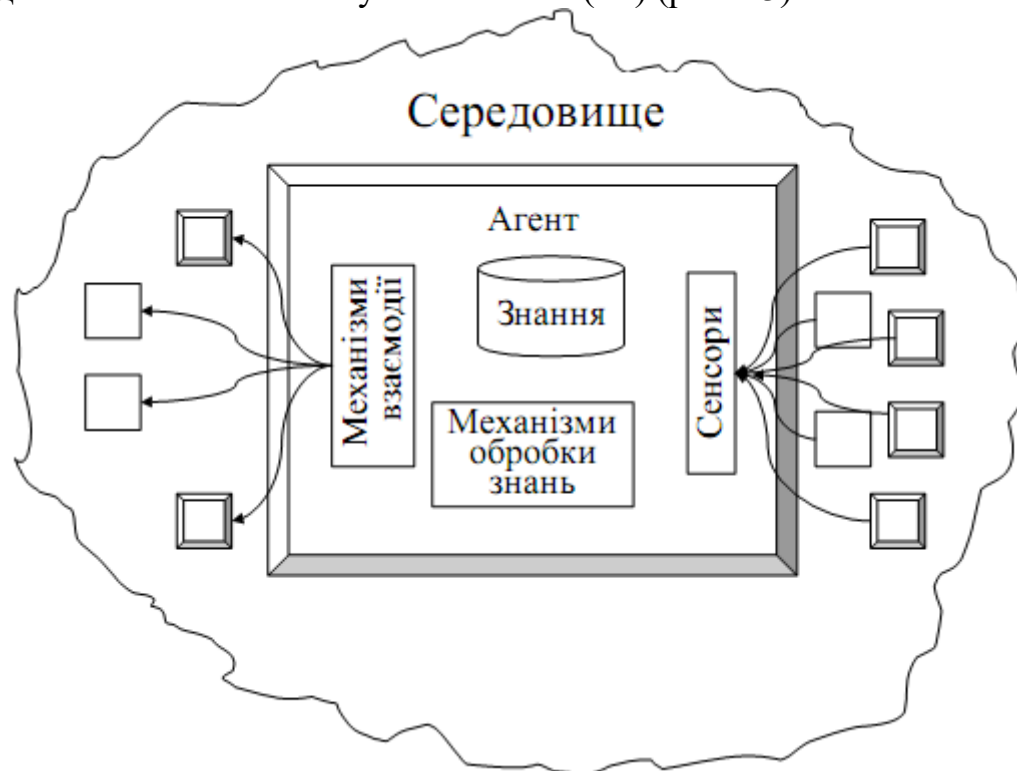 Середовище
Агент
Механізми
взаємодії
Знання
Сенсори
Механізми
обробки
знань